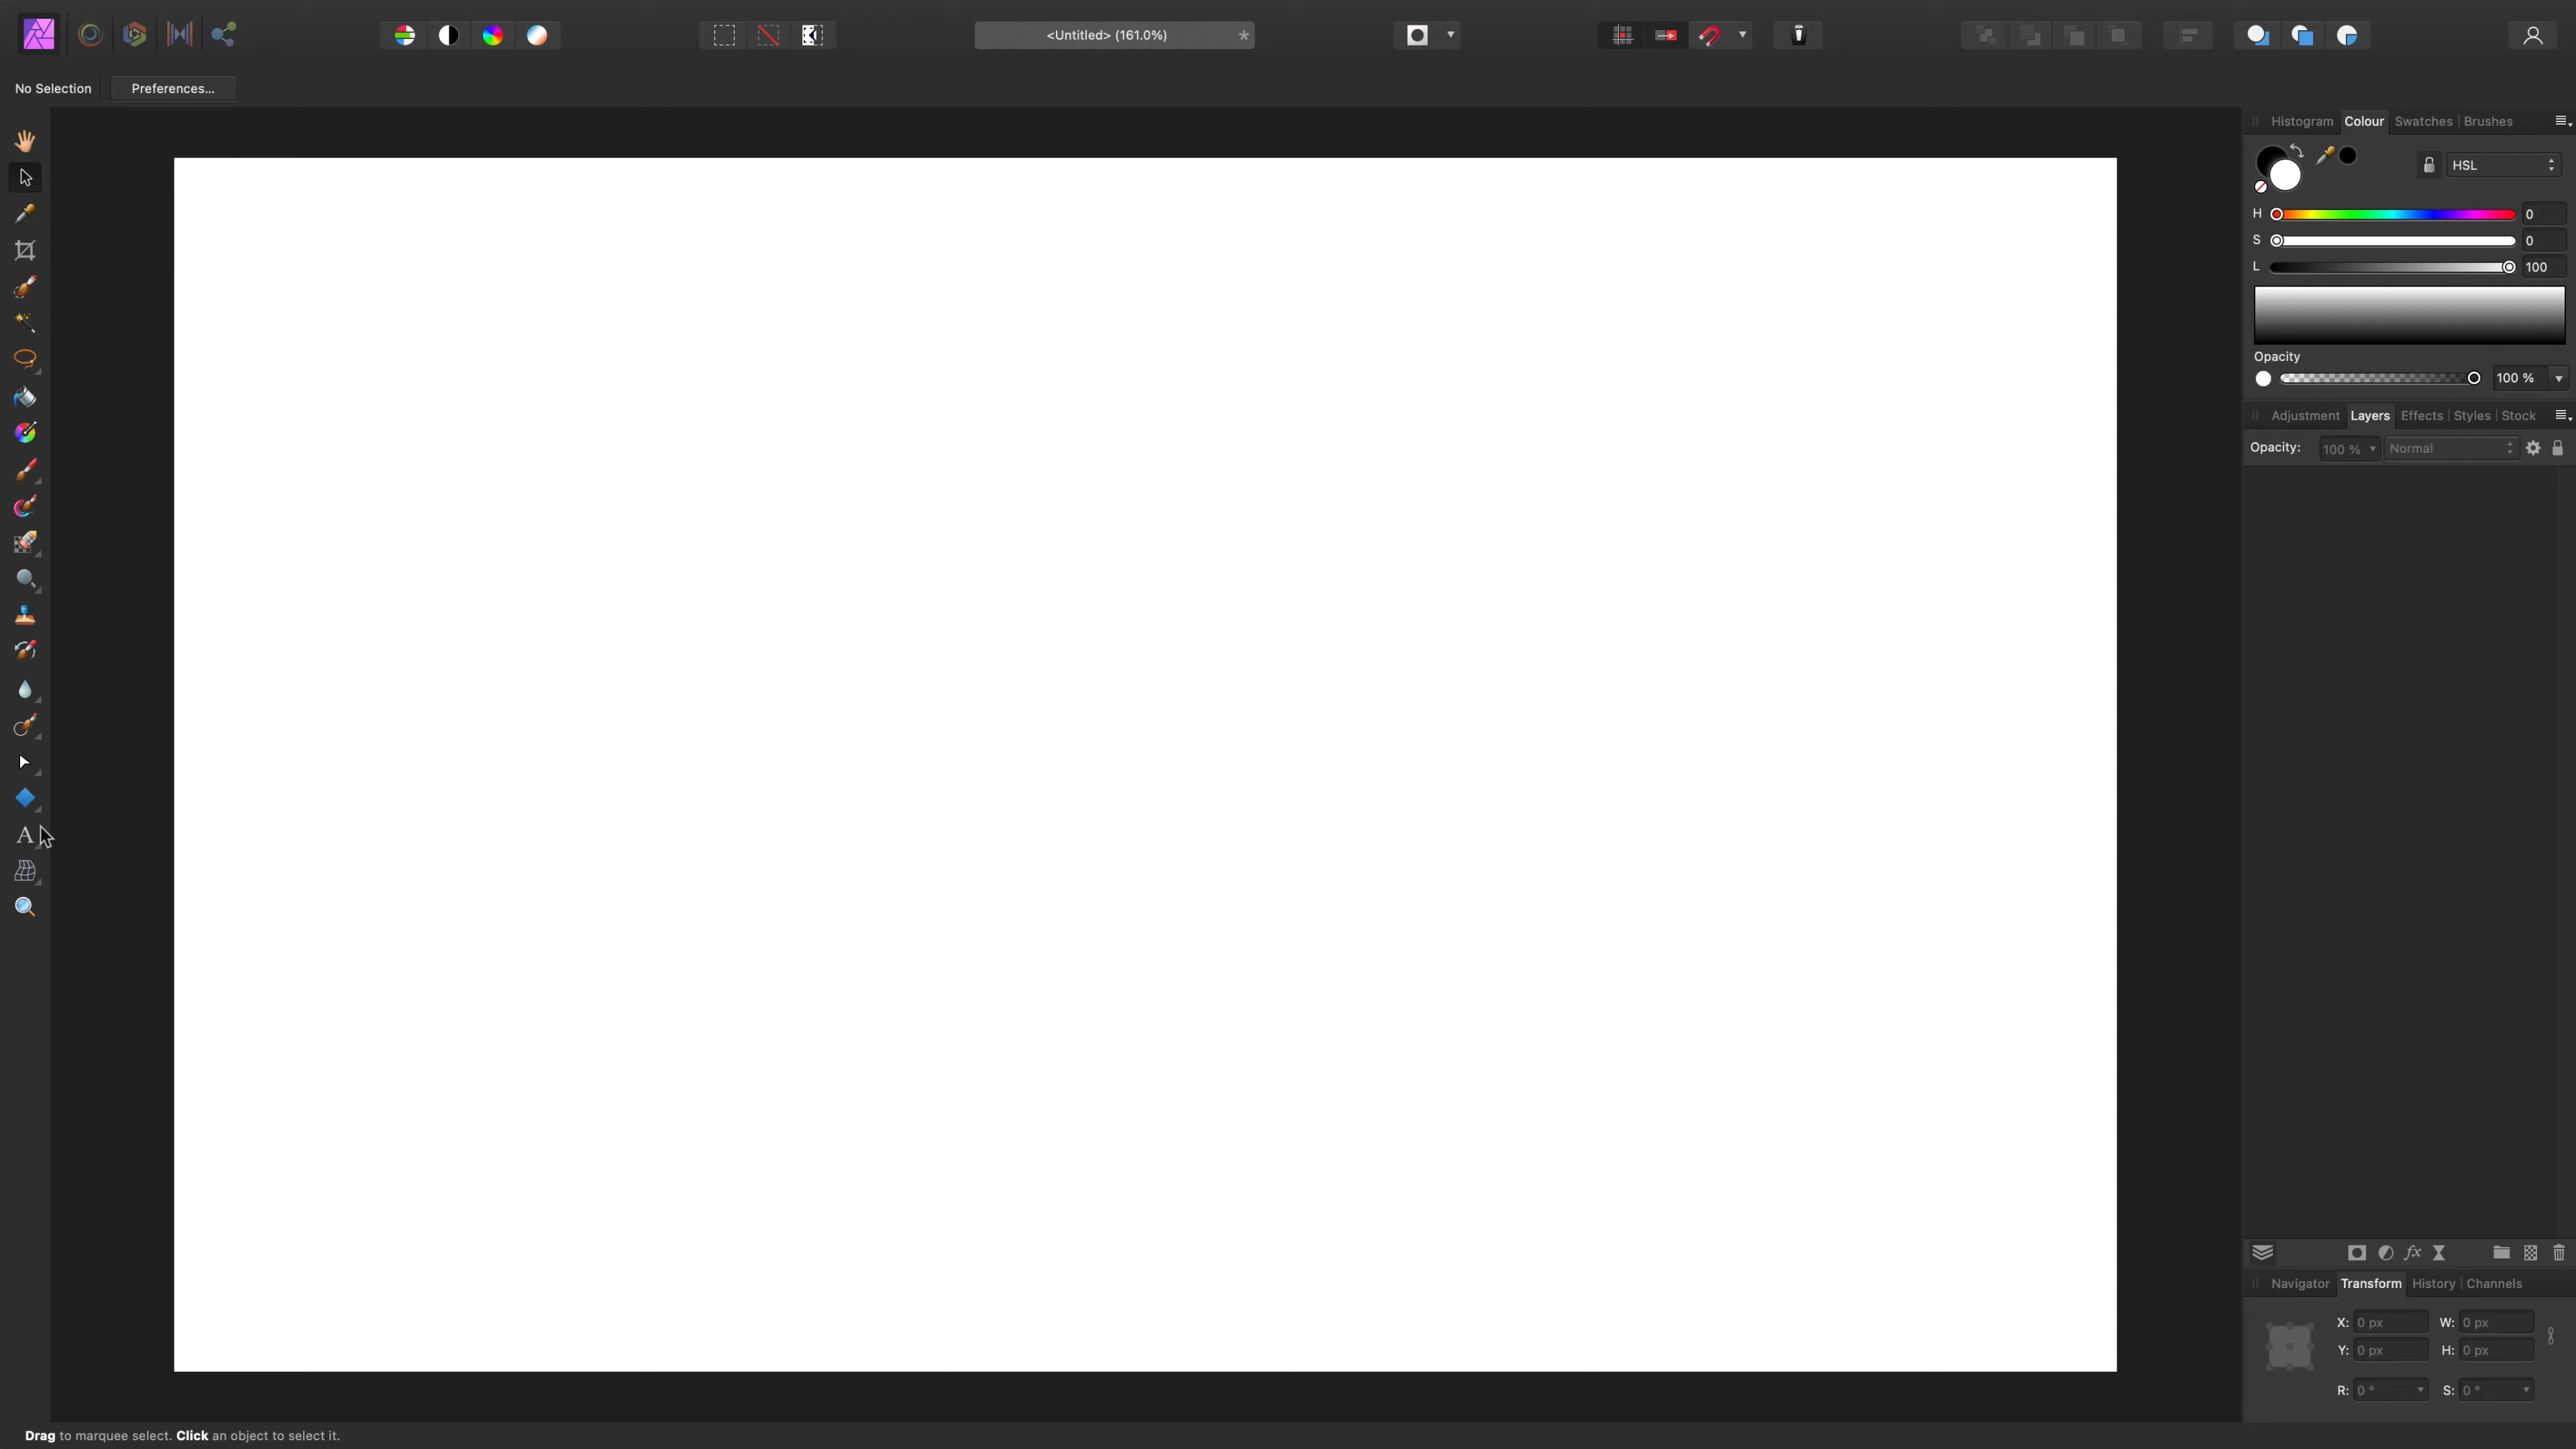 <Untitled> (161.0%) *
No Selection Preferences...
Histogram Colour Swatches Brushes
HSL
H 0
S 0
L 100
Opacity
100 %
Adjustment Layers Effects Styles Stock
Opacity: 100 % Normal
A
fx
Navigator Transform History Channels
X: 0 px W: 0 px
Y: 0 px H: 0 px
R: 0 ° S: 0 °
Drag to marquee select. Click an object to select it.